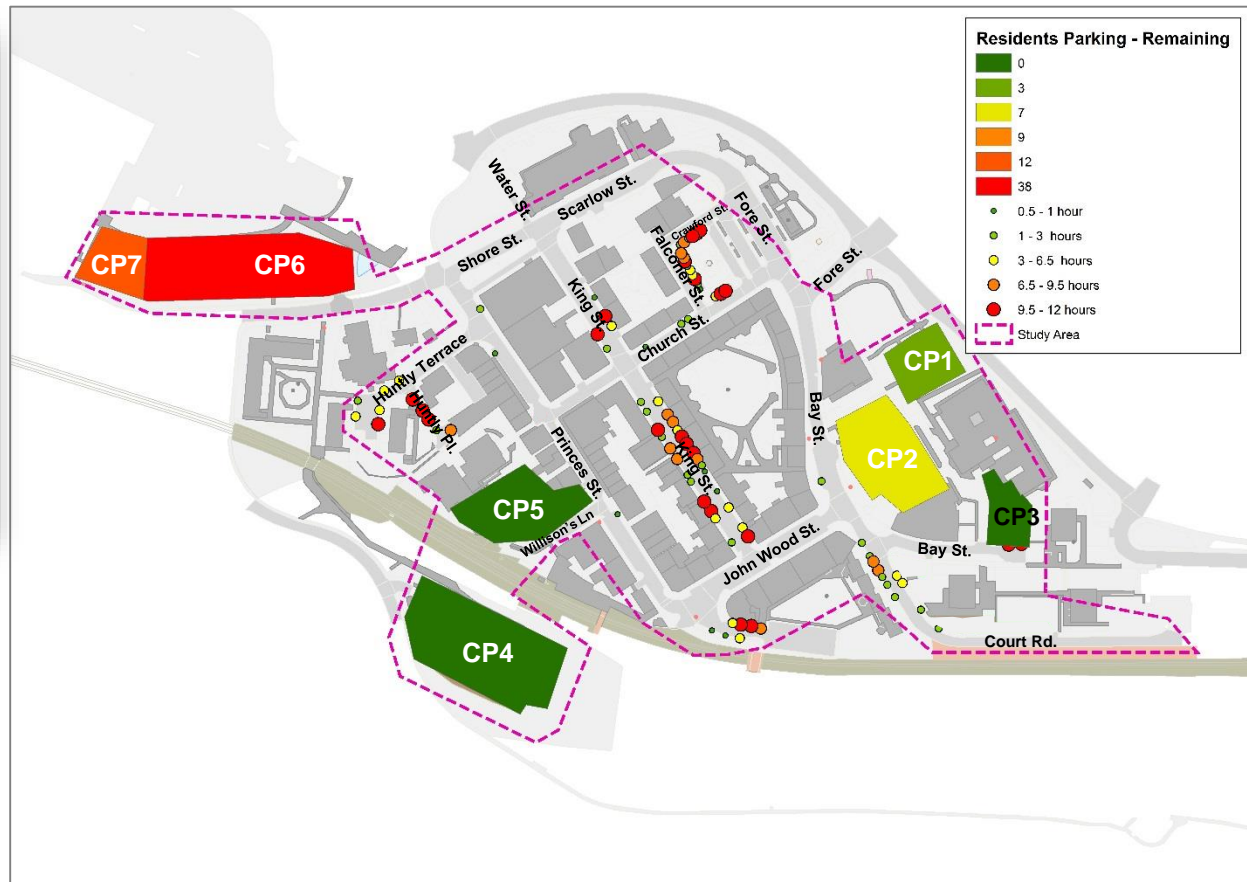 Residents Parking - Remaining
0
3
7
9
12
38
0.5 - 1 hour
1 - 3 hours
3 - 6.5 hours
6.5 - 9.5 hours
9.5 - 12 hours
Study Area
Water St.
Scarlow St.
Fore St.
Crawford St.
Falconer St.
Shore St.
Fore St.
CP7
CP6
King St.
Church St.
CP1
Huntly Terrace
Huntly Pl.
Princes St.
King St.
Bay St.
CP2
CP5
Willison's Ln
CP3
John Wood St.
Bay St.
CP4
Court Rd.